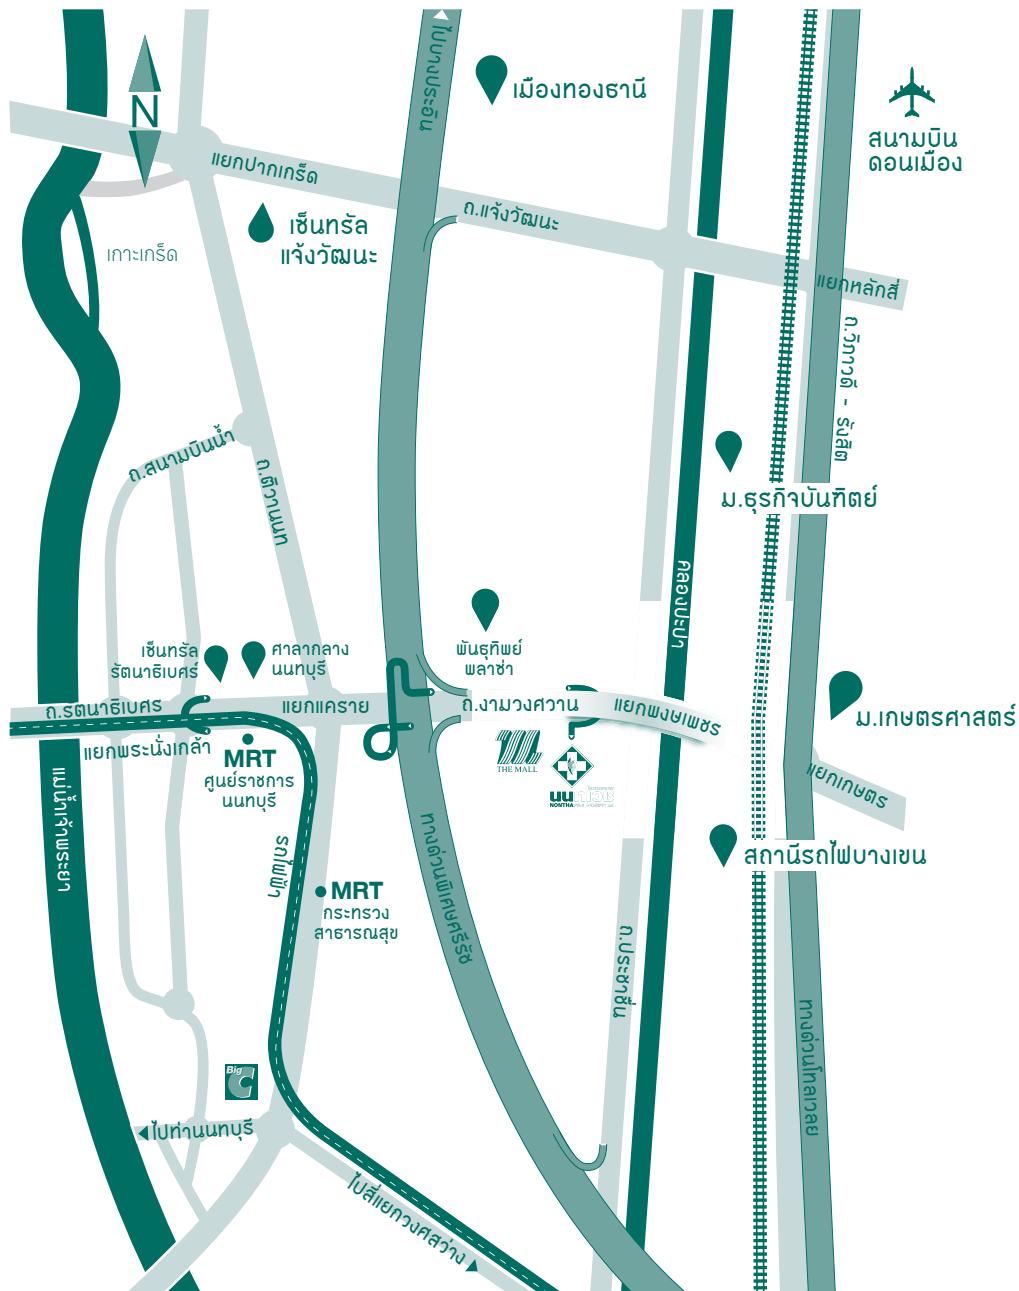 ไปบางปะอิน
เมืองทองธานี
สนามบิน
ดอนเมือง
N
แยกปากเกร็ด
ถ.แจ้งวัฒนะ
เซ็นทรัล
แจ้งวัฒนะ
เกาะเกร็ด
แยกหลักสี่
ถ.วิภาวดี - รังสิต
ถ.สนามบินน้ำ
ถ.ติวานนท
ม.ธุรกิจบันฑิตย์
คลองปะปา
เซ็นทรัล
รัตนาธิเบศร์
ศาลากลาง
นนทบุรี
พันธุทิพย์
พลาซ่า
ถ.รตนาธิเบศร
แยกแคราย
ถ.งามวงศวาน
แยกพงษเพชร
ม.เกษตรศาสตร์
แยกพระนั่งเกล้า
MRT
ศูนย์ราชการ
นนทบุรี
THE MALL
นนทเวช
NONTHAVEJ HOSPITAL
แยกเกษตร
แม่น้ำเจ้าพระยา
รถไฟฟ้า
ทางด่วนพิเศษศรีรัช
สถานีรถไฟบางเขน
MRT
กระทรวง
สาธารณสุข
ถ.ประชาชื่น
ทางด่วนโทลเวลย
Big C
ไปท่านนทบุรี
ไปสี่แยกวงศสว่าง